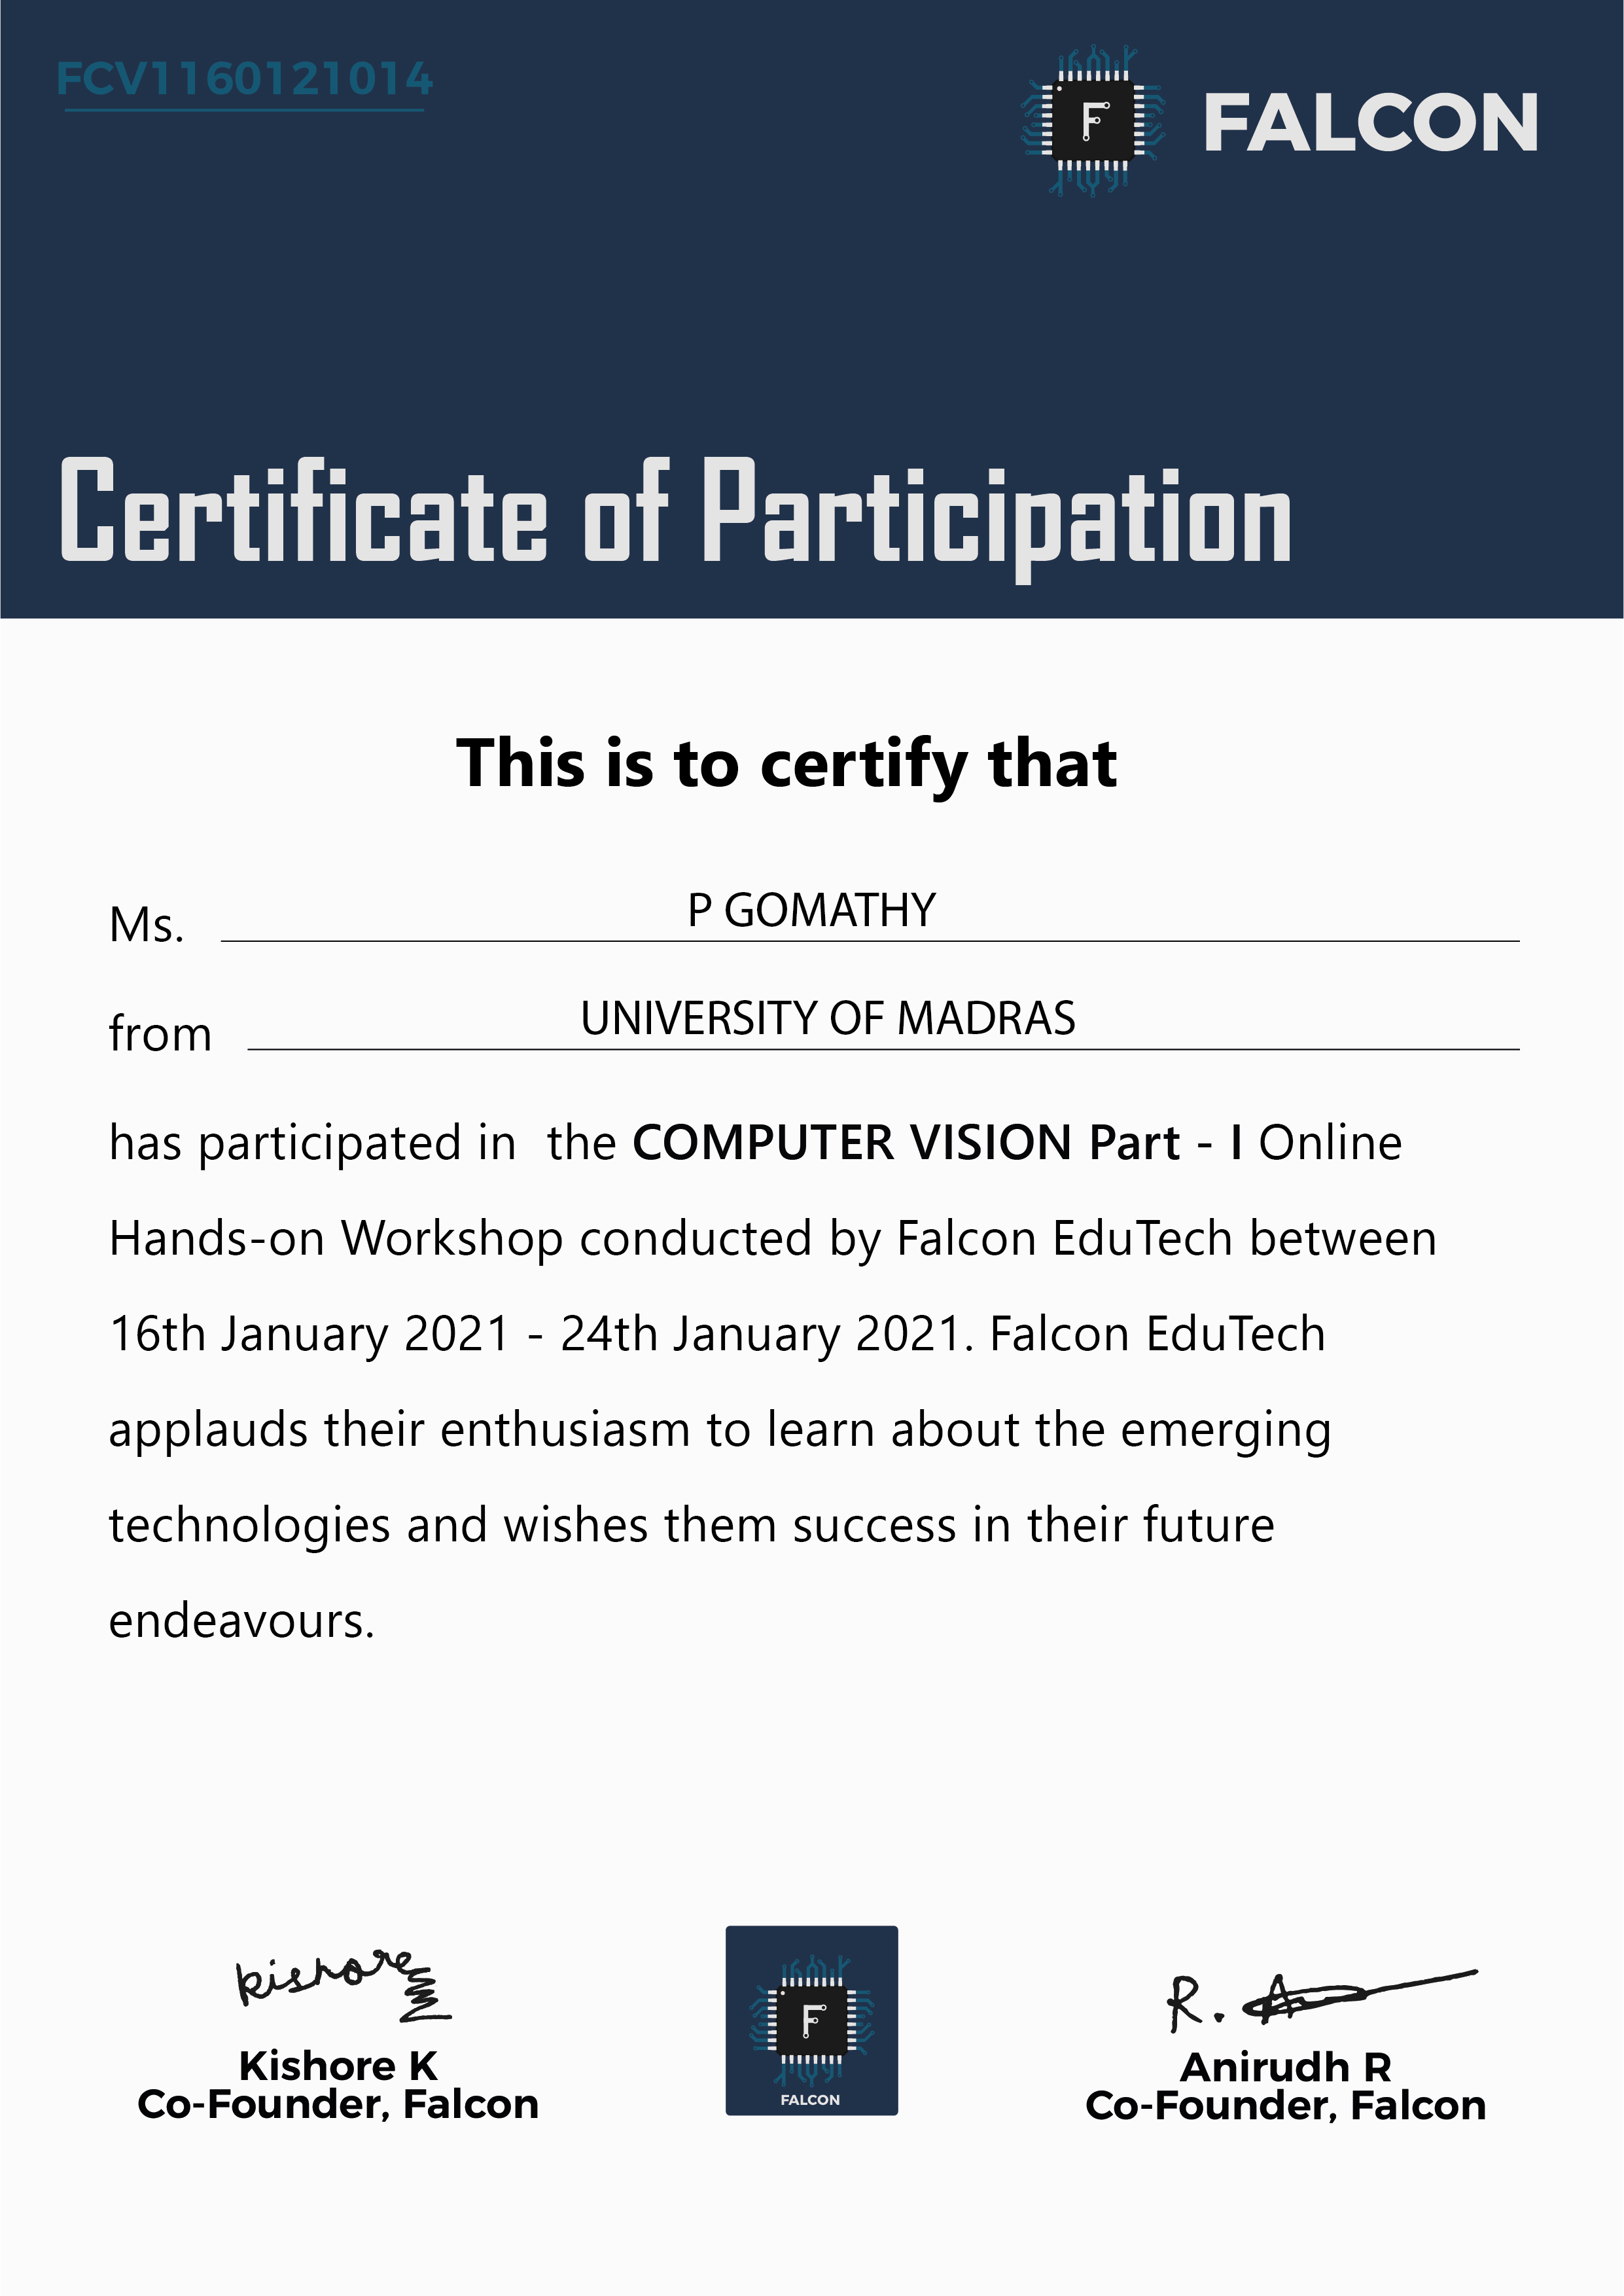 FCV1160121014
F
FALCON
Certificate of Participation
This is to certify that
Ms. P GOMATHY
from UNIVERSITY OF MADRAS
has participated in the COMPUTER VISION Part - I Online
Hands-on Workshop conducted by Falcon EduTech between
16th January 2021 - 24th January 2021. Falcon EduTech
applauds their enthusiasm to learn about the emerging
technologies and wishes them success in their future
endeavours.
kishore
Kishore K
Co-Founder, Falcon
F
FALCON
R. A
Anirudh R
Co-Founder, Falcon